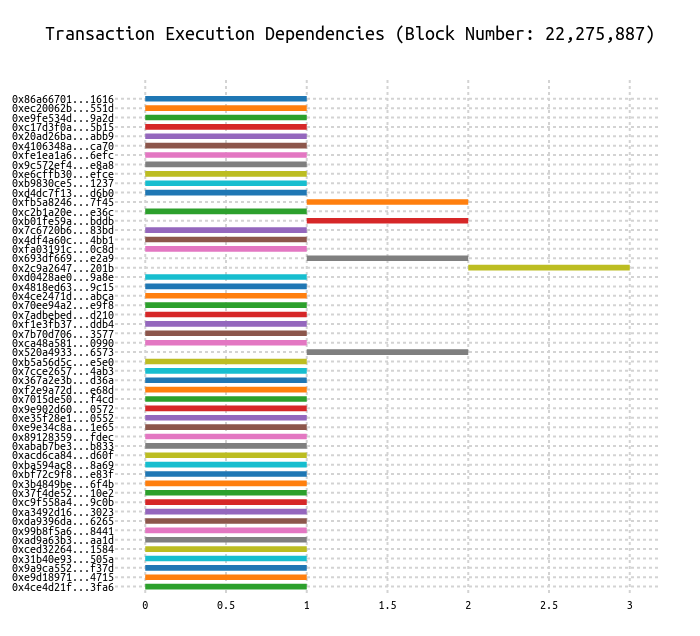 Transaction Execution Dependencies (Block Number: 22,275,887)
0x86a66701...1616
0xec20062b...551d
0xe9fe534d...9a2d
0xc17d3f0a...5b15
0x20ad26ba...abb9
0x4106348a...ca70
0xfe1ea1a6...6efc
0x9c572ef4...e8a8
0xe6cffb30...efce
0xb9830ce5...1237
0xd4dc7f13...d6b0
0xfb5a8246...7f45
0xc2b1a20e...e36c
0xb01fe59a...bddb
0x7c6720b6...83bd
0x4df4a60c...4bb1
0xfa03191c...0c8d
0x693df669...e2a9
0x2c9a2647...201b
0xd0428ae0...9a8e
0x4818ed63...9c15
0x4ce2471d...abca
0x70ee94a2...e9f8
0x7adbebed...d210
0xf1e3fb37...ddb4
0x7b70d706...3577
0xca48a581...0990
0x520a4933...6573
0xb5a56d5c...e5e0
0x7cce2657...4ab3
0x367a2e3b...d36a
0xf2e9a72d...e68d
0x7015de50...f4cd
0x9e902d60...0572
0xe35f28e1...0552
0xe9e34c8a...1e65
0x89128359...fdec
0xabab7be3...b833
0xacd6ca84...d60f
0xba594ac8...8a69
0xbf72c9f8...e83f
0x3b4849be...6f4b
0x37f4de52...10e2
0xc9f558a4...9c0b
0xa3492d16...3023
0xda9396da...6265
0x99b8f5a6...8441
0xad9a63b3...aa1d
0xced32264...1584
0x31b40e93...505a
0x9a9ca552...f37d
0xe9d18971...4715
0x4ce4d21f...3fa6
0 0.5 1 1.5 2 2.5 3